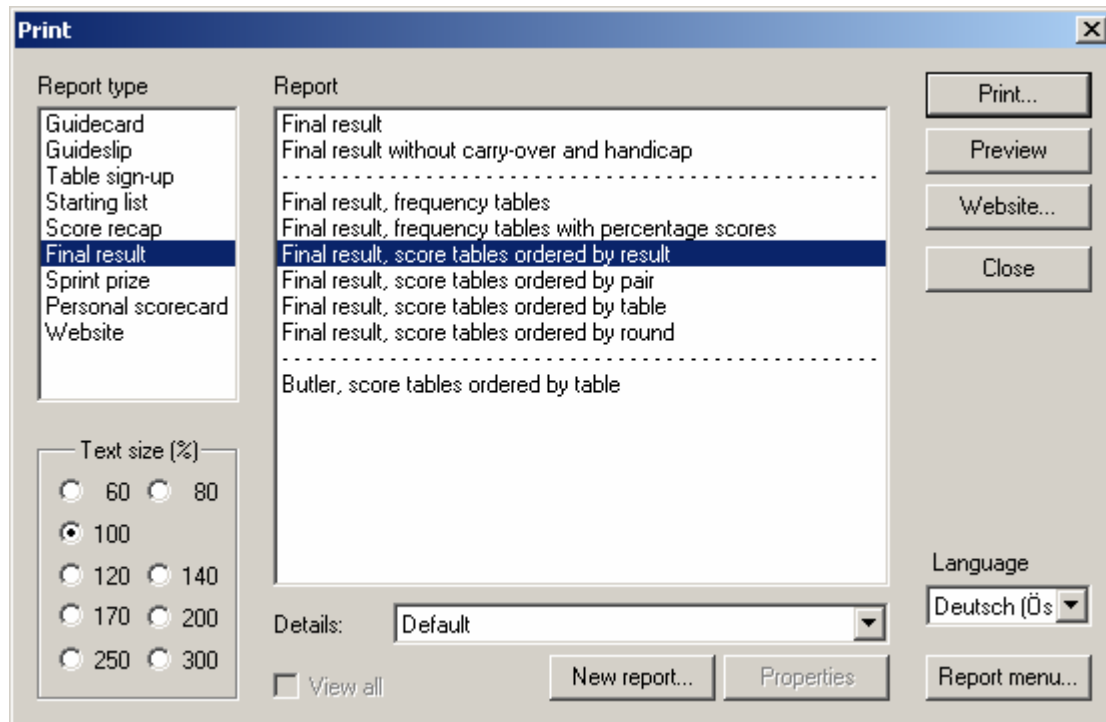 Print
Report type
Guidecard
Guideslip
Table sign-up
Starting list
Score recap
Final result
Sprint prize
Personal scorecard
Website
Text size (%)
60 80
100
120 140
170 200
250 300
Report
Final result
Final result without carry-over and handicap
- - - - - - - - - - - - - - - - - - - - - - - - - - - - - - - - - - - - - - - - - - - - - - - - - -
Final result, frequency tables
Final result, frequency tables with percentage scores
Final result, score tables ordered by result
Final result, score tables ordered by pair
Final result, score tables ordered by table
Final result, score tables ordered by round
- - - - - - - - - - - - - - - - - - - - - - - - - - - - - - - - - - - - - - - - - - - - - - - - - -
Butler, score tables ordered by table
Details: Default
View all
New report... Properties
Print...
Preview
Website...
Close
Language
Deutsch (Ös
Report menu...